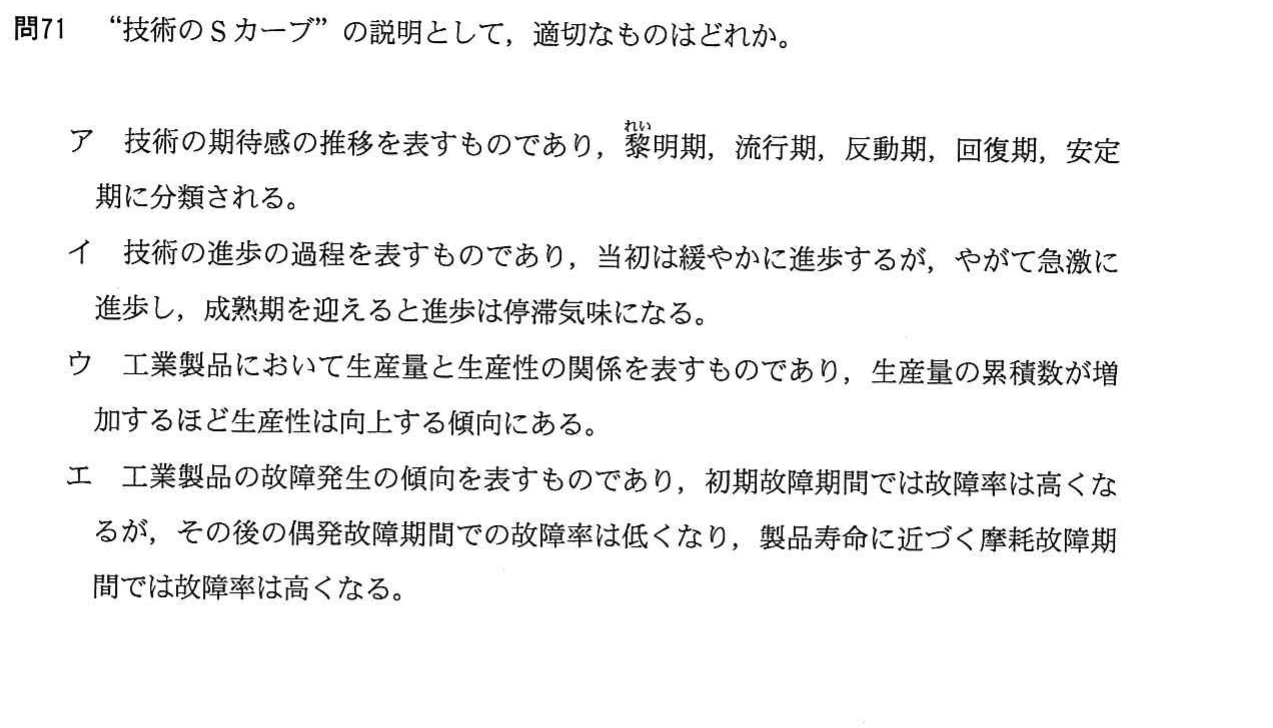 問71　“技術のSカーブ”の説明として，適切なものはどれか。
ア　技術の期待感の推移を表すものであり，黎明期，流行期，反動期，回復期，安定
れい
期に分類される。
イ　技術の進歩の過程を表すものであり，当初は緩やかに進歩するが，やがて急激に
進歩し，成熟期を迎えると進歩は停滞気味になる。
ウ　工業製品において生産量と生産性の関係を表すものであり，生産量の累積数が増
加するほど生産性は向上する傾向にある。
エ　工業製品の故障発生の傾向を表すものであり，初期故障期間では故障率は高くな
るが，その後の偶発故障期間での故障率は低くなり，製品寿命に近づく摩耗故障期
間では故障率は高くなる。